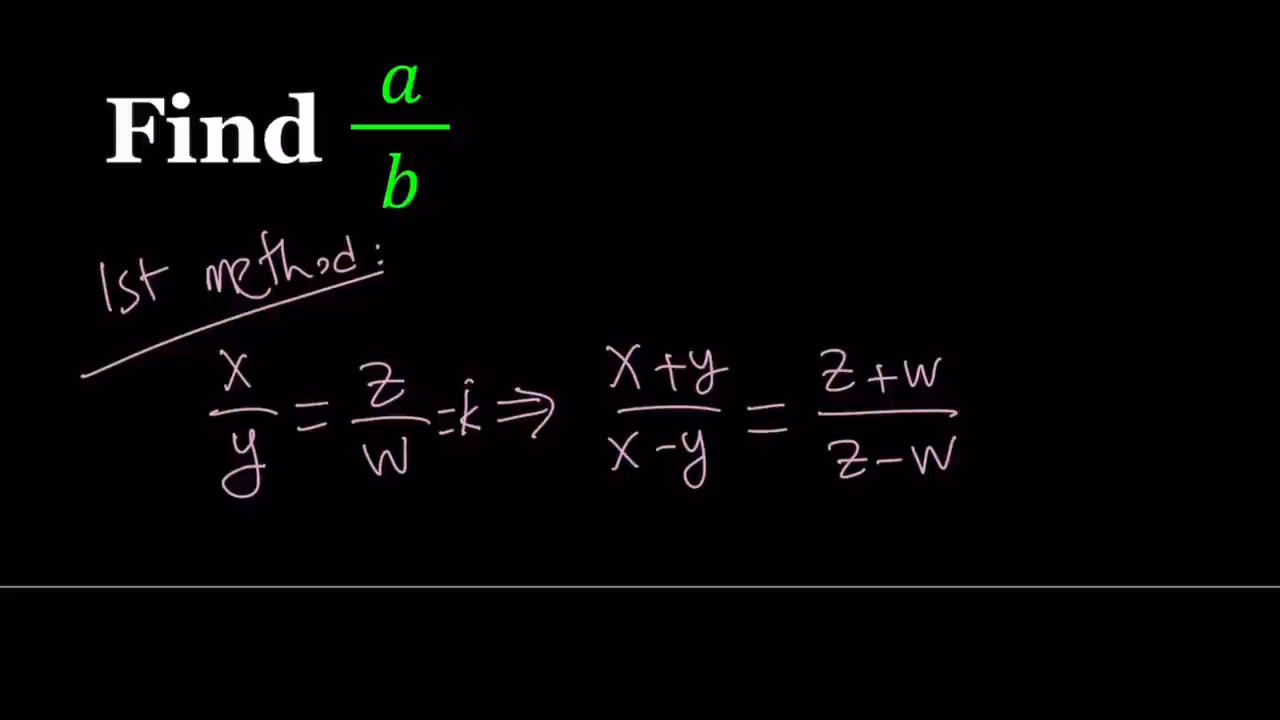 Find a/b
1st method:
x/y = z/w = k ⇒ x+y/x-y = z+w/z-w